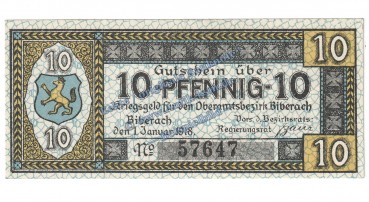 10
10
10
10
Gutschein über
10-PFENNIG-10
Kriegsgeld für den Oberamtsbezirk Biberach
Biberach
den 1. Januar 1918.
Vors. d. Bezirksrats:
Regierungsrat
No 57647